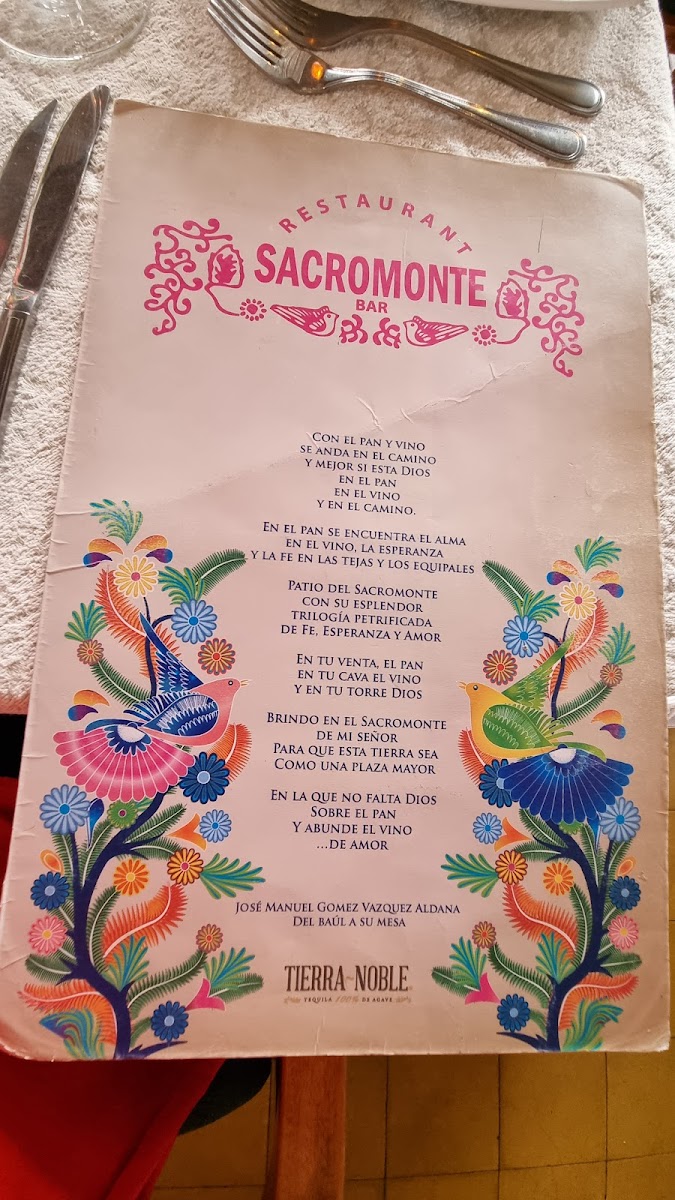 RESTAURANT
SACROMONTE
BAR
CON EL PAN Y VINO
SE ANDA EN EL CAMINO
Y MEJOR SI ESTA DIOS
EN EL PAN
EN EL VINO
Y EN EL CAMINO.
EN EL PAN SE ENCUENTRA EL ALMA
EN EL VINO, LA ESPERANZA
Y LA FE EN LAS TEJAS Y LOS EQUIPALES
PATIO DEL SACROMONTE
CON SU ESPLENDOR
TRILOGÍA PETRIFICADA
DE FE, ESPERANZA Y AMOR
EN TU VENTA, EL PAN
EN TU CAVA EL VINO
Y EN TU TORRE DIOS
BRINDO EN EL SACROMONTE
DE MI SEÑOR
PARA QUE ESTA TIERRA SEA
COMO UNA PLAZA MAYOR
EN LA QUE NO FALTA DIOS
SOBRE EL PAN
Y ABUNDE EL VINO
...DE AMOR
JOSÉ MANUEL GOMEZ VAZQUEZ ALDANA
DEL BAÚL A SU MESA
TIERRA NOBLE
TEQUILA 100% DE AGAVE